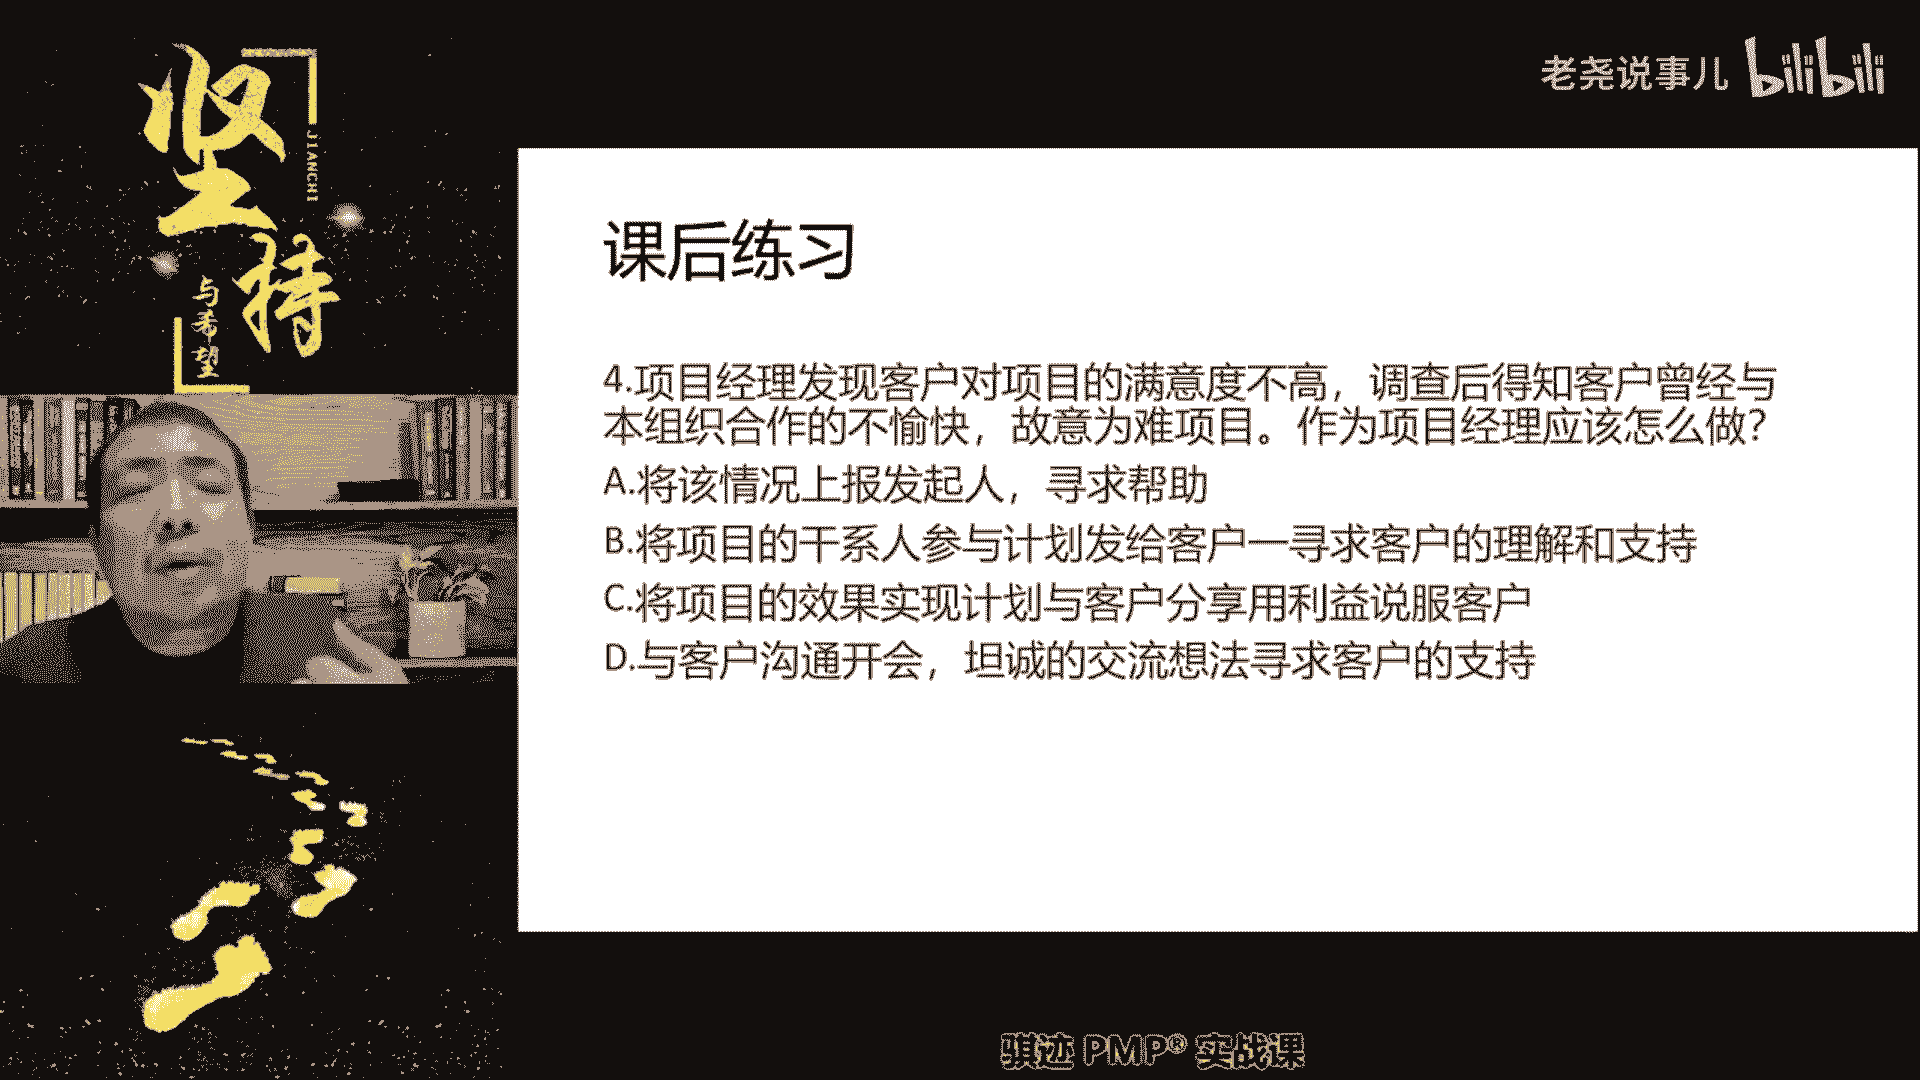 坚持
JIANCHI
与希望
老尧说事儿 bilibili
课后练习
4.项目经理发现客户对项目的满意度不高，调查后得知客户曾经与
本组织合作的不愉快，故意为难项目。作为项目经理应该怎么做？
A.将该情况上报发起人，寻求帮助
B.将项目的干系人参与计划发给客户一寻求客户的理解和支持
C.将项目的效果实现计划与客户分享用利益说服客户
D.与客户沟通开会，坦诚的交流想法寻求客户的支持
骐迹 PMP® 实战课